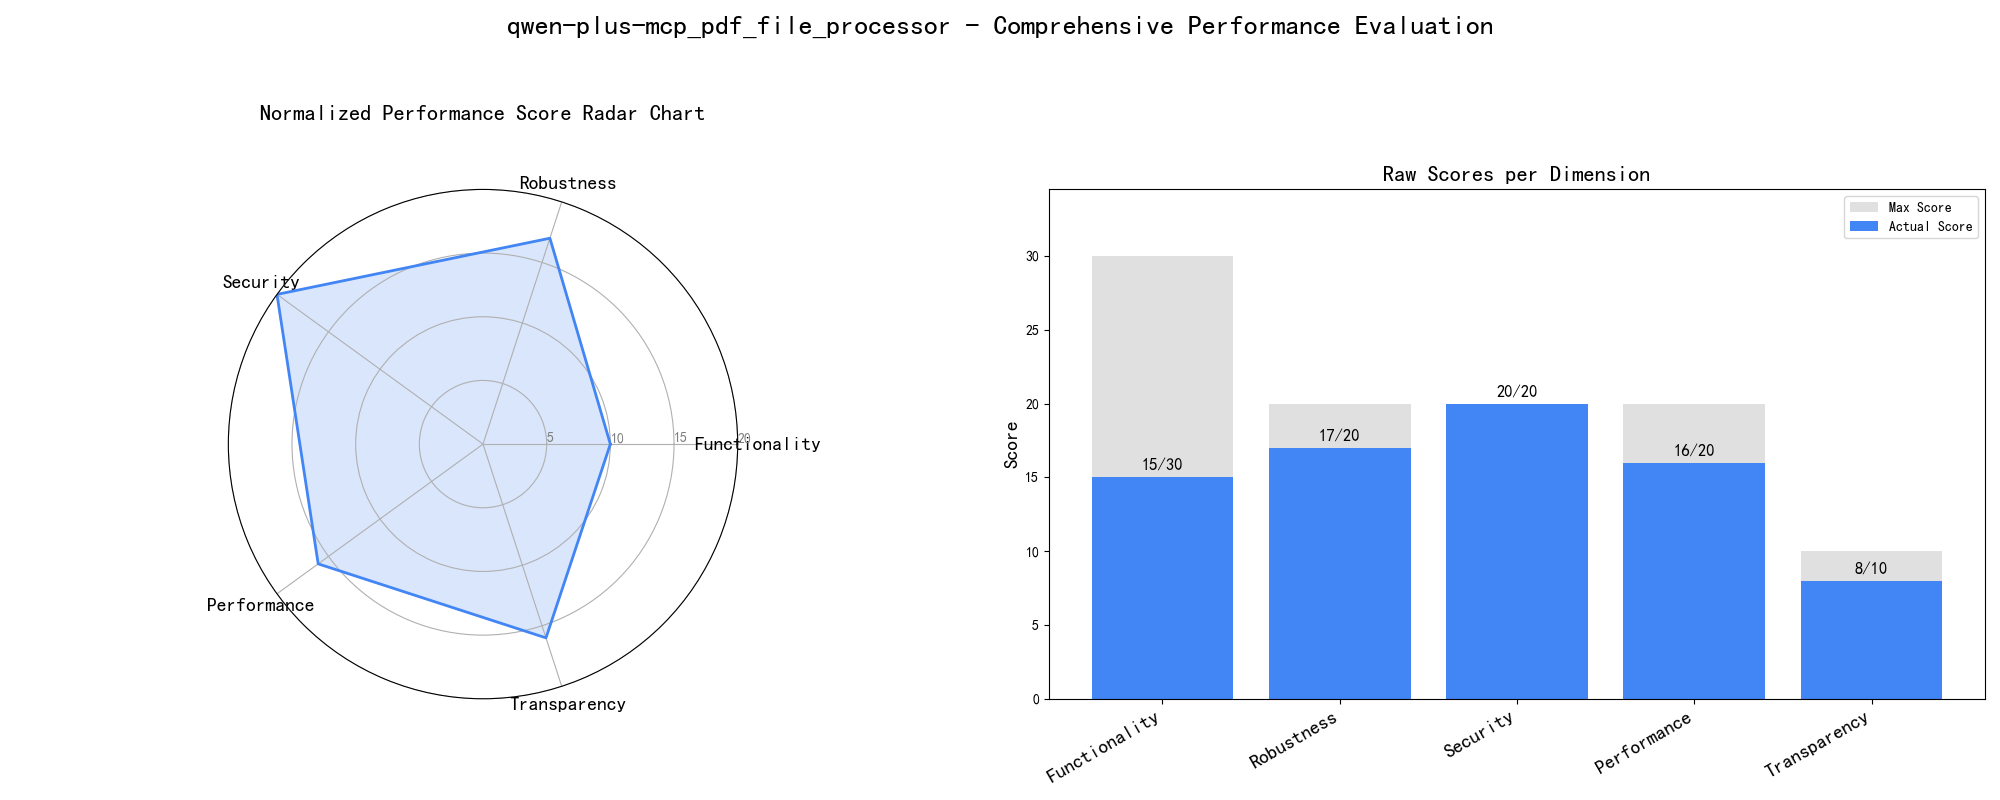 qwen-plus-mcp_pdf_file_processor - Comprehensive Performance Evaluation
Normalized Performance Score Radar Chart
Robustness
Security
Functionality
5
10
15
20
Performance
Transparency
Raw Scores per Dimension
Max Score
Actual Score
Score
30
25
20
15
10
5
0
15/30
17/20
20/20
16/20
8/10
Functionality
Robustness
Security
Performance
Transparency